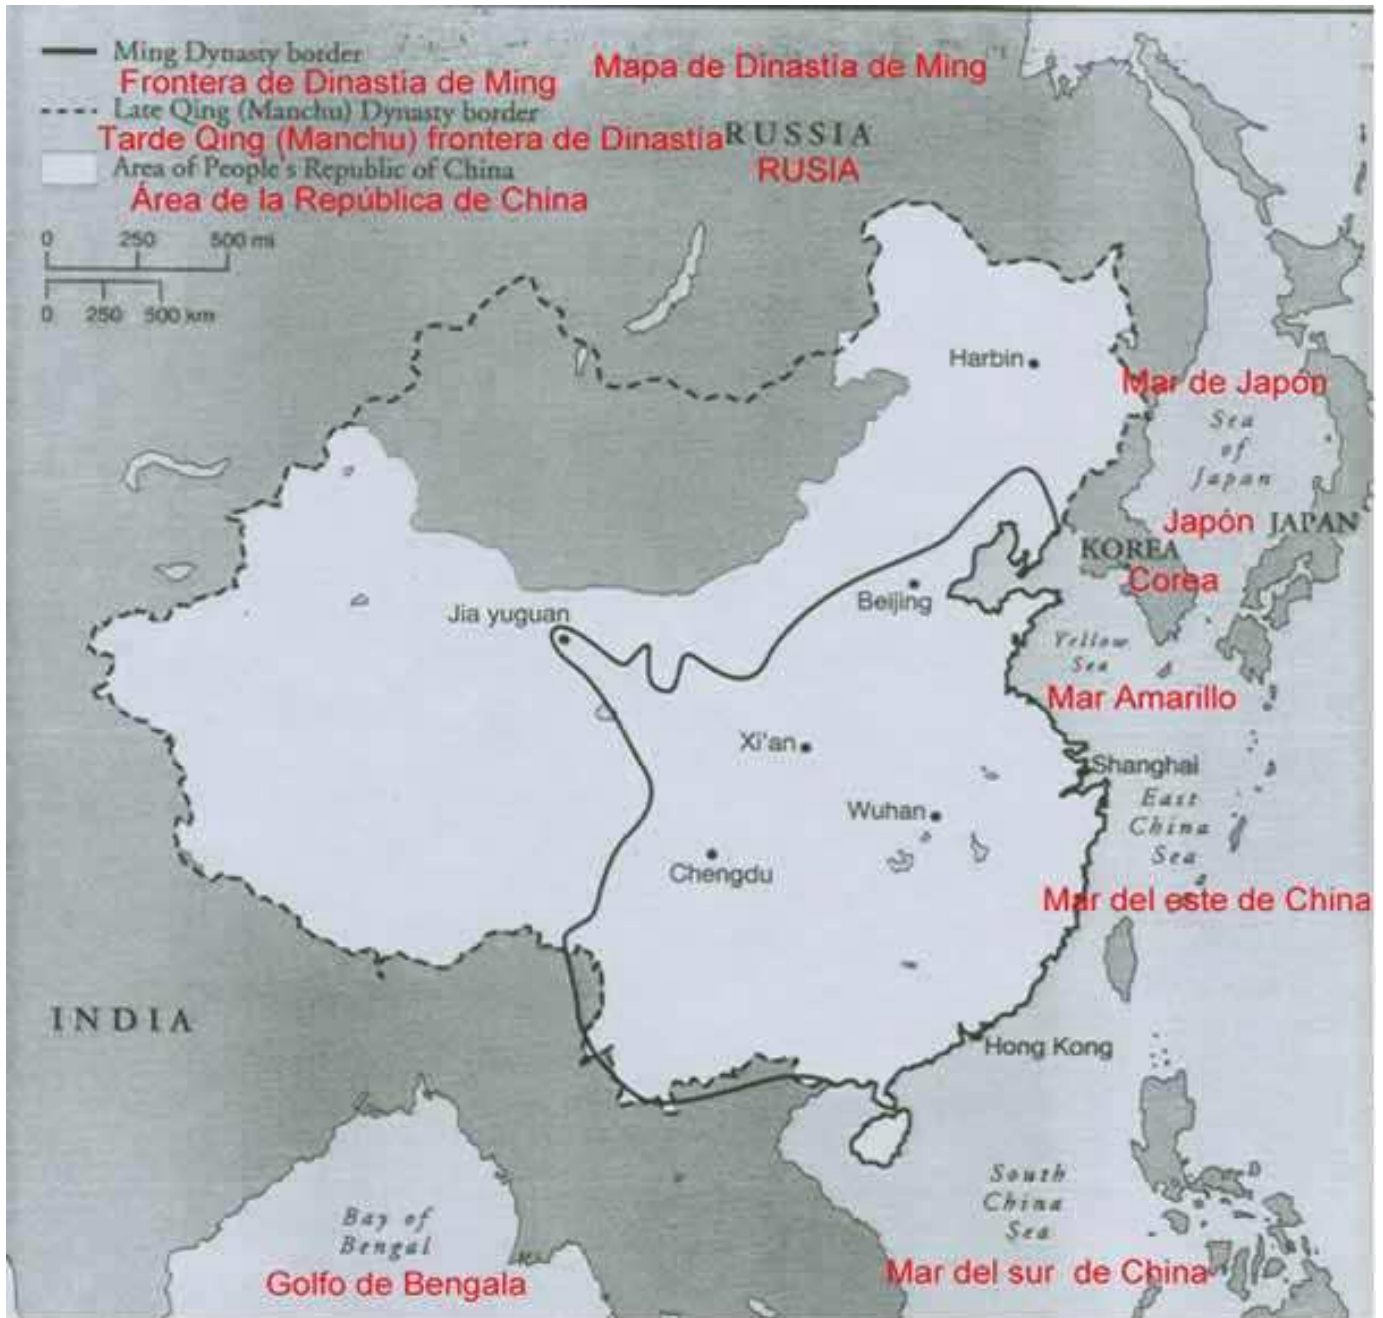 Ming Dynasty border
Frontera de Dinastía de Ming
Mapa de Dinastía de Ming
Late Qing (Manchu) Dynasty border
Tarde Qing (Manchu) frontera de Dinastía
RUSSIA
RUSIA
Area of People's Republic of China
Área de la República de China
0 250 500 mi
0 250 500 km
Harbin
Mar de Japón
Sea
of
Japan
Japón JAPAN
KOREA
Corea
Beijing
Jia yuguan
Yellow
Sea
Mar Amarillo
Xi'an
Shanghai
East
China
Sea
Wuhan
Chengdu
Mar del este de China
INDIA
Hong Kong
South
China
Sea
Bay of
Bengal
Mar del sur de China
Golfo de Bengala